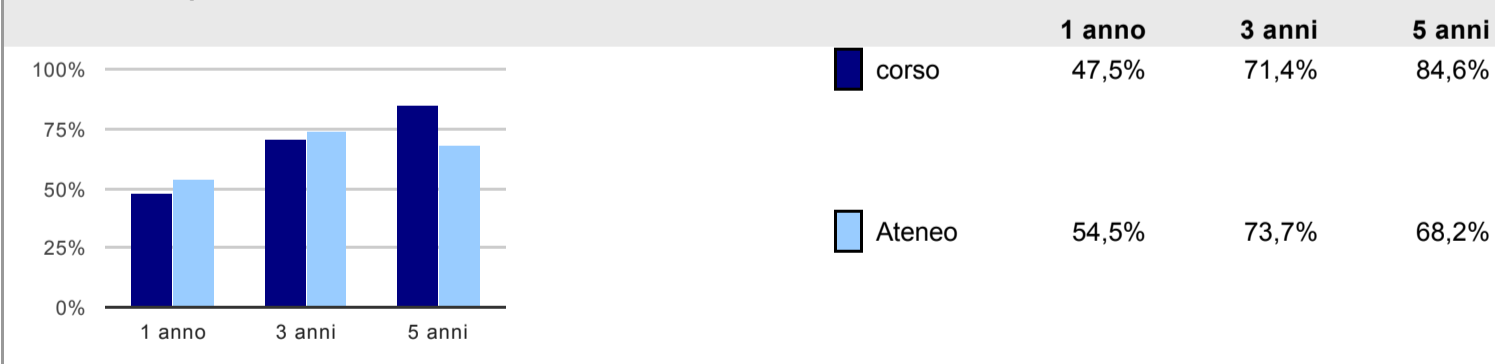 1 anno 3 anni 5 anni
100%
75%
50%
25%
0%
1 anno 3 anni 5 anni
corso 47,5% 71,4% 84,6%
Ateneo 54,5% 73,7% 68,2%